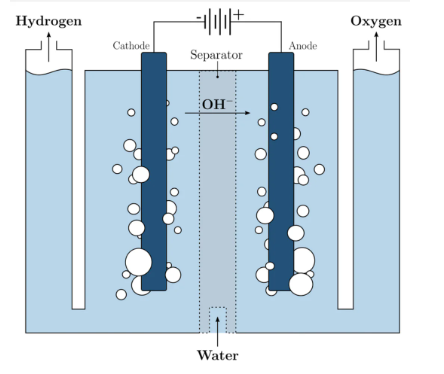 Hydrogen
- +
Oxygen
Cathode
Separator
Anode
OH⁻
Water